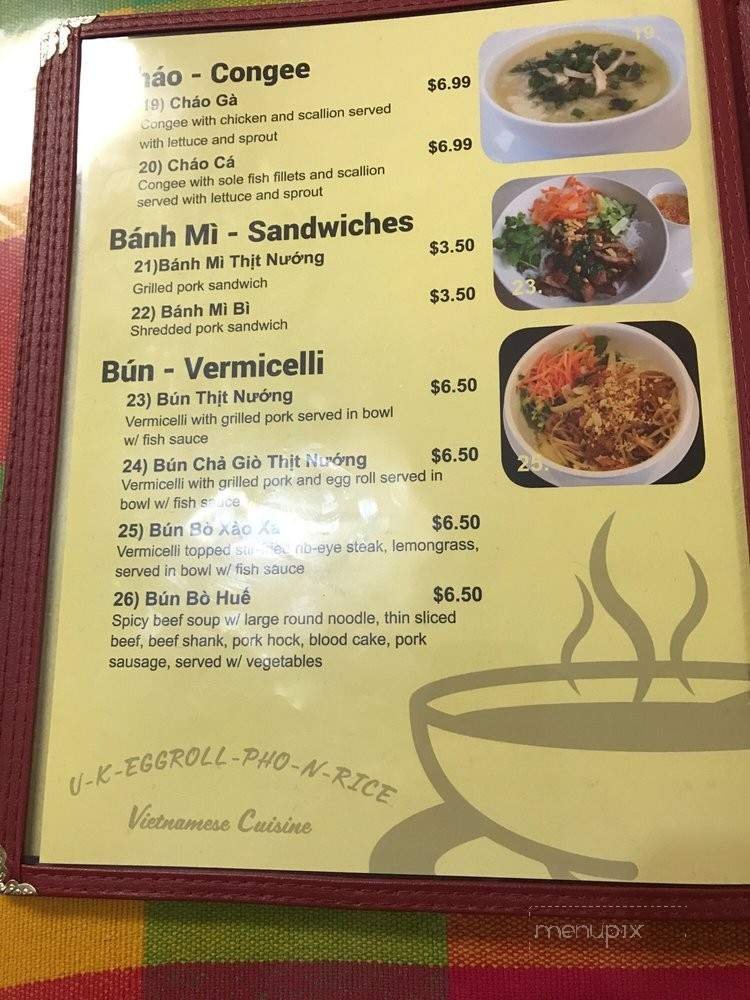 háo - Congee
19) Cháo Gà $6.99
Congee with chicken and scallion served
with lettuce and sprout
20) Cháo Cá $6.99
Congee with sole fish fillets and scallion
served with lettuce and sprout
Bánh Mì - Sandwiches
21)Bánh Mì Thịt Nướng $3.50
Grilled pork sandwich
22) Bánh Mì Bì $3.50
Shredded pork sandwich
Bún - Vermicelli
23) Bún Thịt Nướng $6.50
Vermicelli with grilled pork served in bowl
w/ fish sauce
24) Bún Chả Giò Thịt Nướng $6.50
Vermicelli with grilled pork and egg roll served in
bowl w/ fish sauce
25) Bún Bò Xào Xả $6.50
Vermicelli topped stir-fried rib-eye steak, lemongrass,
served in bowl w/ fish sauce
26) Bún Bò Huế $6.50
Spicy beef soup w/ large round noodle, thin sliced
beef, beef shank, pork hock, blood cake, pork
sausage, served w/ vegetables
19.
23.
25.
U-K-EGGROLL-PHO-N-RICE
Vietnamese Cuisine
menupix